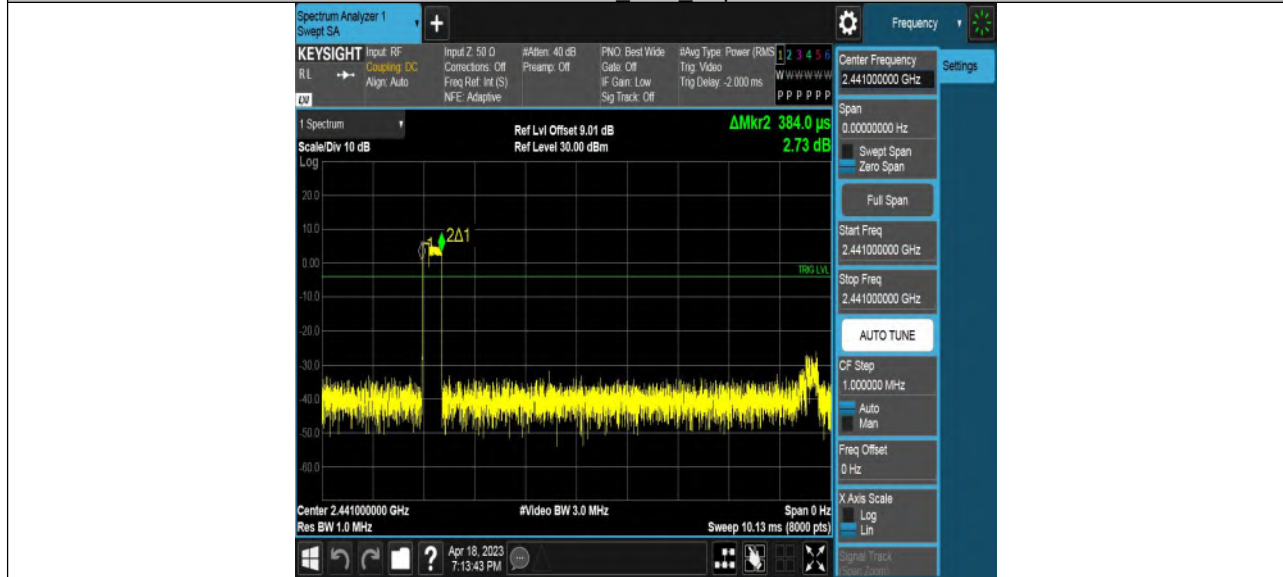 Spectrum Analyzer 1
Swept SA
+
Frequency
KEYSIGHT
RL
LXI
Input: RF
Coupling: DC
Align: Auto
Input Z: 50 Ω
Corrections: Off
Freq Ref: Int (S)
NFE: Adaptive
#Atten: 40 dB
Preamp: Off
PNO: Best Wide
Gate: Off
IF Gain: Low
Sig Track: Off
#Avg Type: Power (RMS
Trig: Video
Trig Delay: -2.000 ms
1 2 3 4 5 6
W W W W W W
P P P P P P
1 Spectrum
Scale/Div 10 dB
Log
Ref Lvl Offset 9.01 dB
Ref Level 30.00 dBm
ΔMkr2 384.0 µs
2.73 dB
20.0
10.0
0.00
-10.0
-20.0
-30.0
-40.0
-50.0
-60.0
1
2Δ1
TRIG LVL
Center 2.441000000 GHz
Res BW 1.0 MHz
#Video BW 3.0 MHz
Span 0 Hz
Sweep 10.13 ms (8000 pts)
?
Apr 18, 2023
7:13:43 PM
Center Frequency
2.441000000 GHz
Settings
Span
0.00000000 Hz
Swept Span
Zero Span
Full Span
Start Freq
2.441000000 GHz
Stop Freq
2.441000000 GHz
AUTO TUNE
CF Step
1.000000 MHz
Auto
Man
Freq Offset
0 Hz
X Axis Scale
Log
Lin
Signal Track
(Span Zoom)